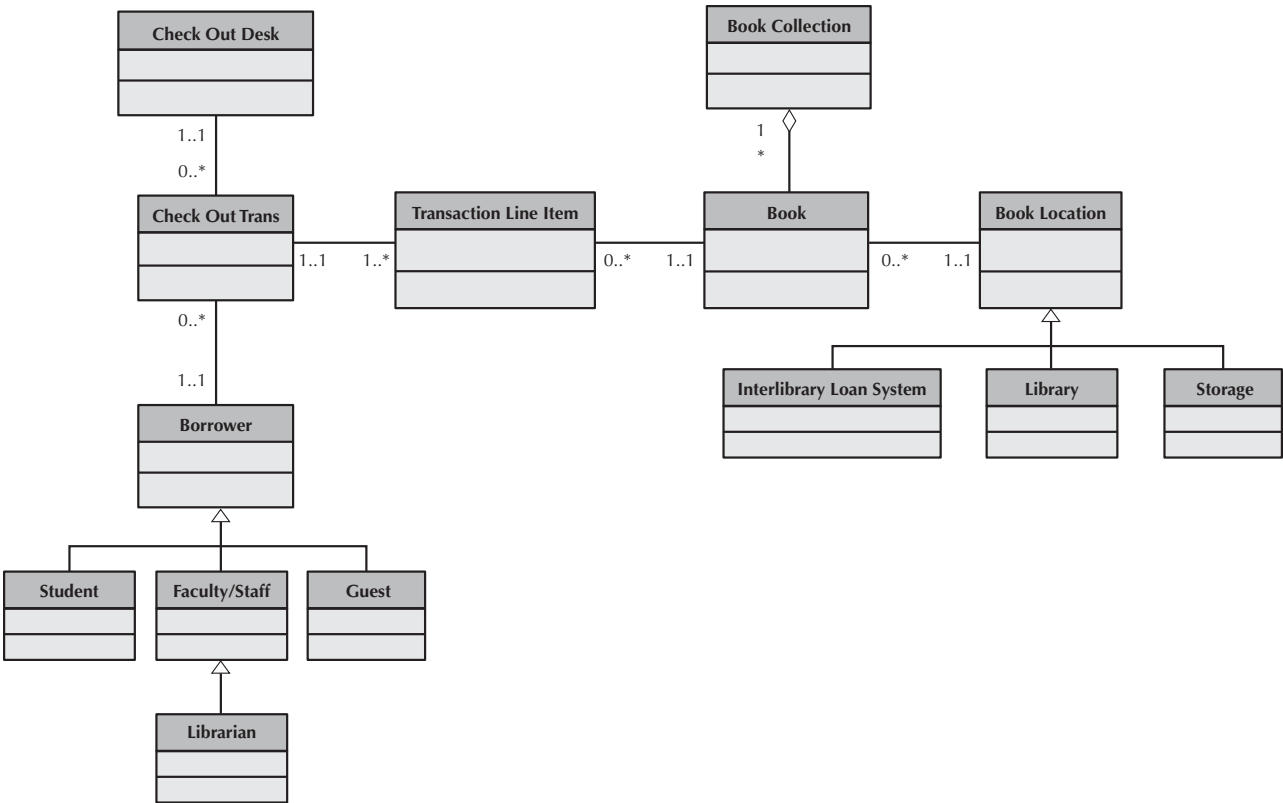 Check Out Desk
Book Collection
1..1
0..*
1
*
Check Out Trans
Transaction Line Item
Book
Book Location
1..1
1..*
0..*
1..1
0..*
1..1
0..*
1..1
Interlibrary Loan System
Library
Storage
Borrower
Student
Faculty/Staff
Guest
Librarian